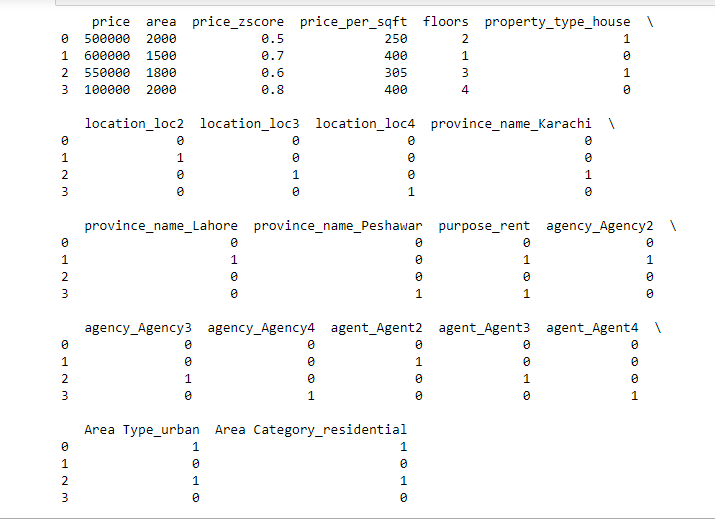 price area price_zscore price_per_sqft floors property_type_house \
0 500000 2000 0.5 250 2 1
1 600000 1500 0.7 400 1 0
2 550000 1800 0.6 305 3 1
3 100000 2000 0.8 400 4 0
location_loc2 location_loc3 location_loc4 province_name_Karachi \
0 0 0 0 0
1 1 0 0 0
2 0 1 0 1
3 0 0 1 0
province_name_Lahore province_name_Peshawar purpose_rent agency_Agency2 \
0 0 0 0 0
1 1 0 1 1
2 0 0 0 0
3 0 1 1 0
agency_Agency3 agency_Agency4 agent_Agent2 agent_Agent3 agent_Agent4 \
0 0 0 0 0 0
1 0 0 1 0 0
2 1 0 0 1 0
3 0 1 0 0 1
Area Type_urban Area Category_residential
0 1 1
1 0 0
2 1 1
3 0 0